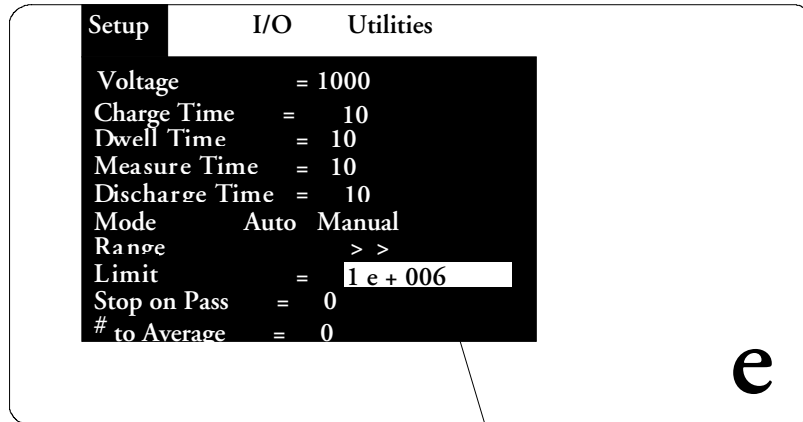 Setup I/O Utilities
Voltage = 1000
Charge Time = 10
Dwell Time = 10
Measure Time = 10
Discharge Time = 10
Mode Auto Manual
Range > >
Limit = 1 e + 006
Stop on Pass = 0
# to Average = 0
e